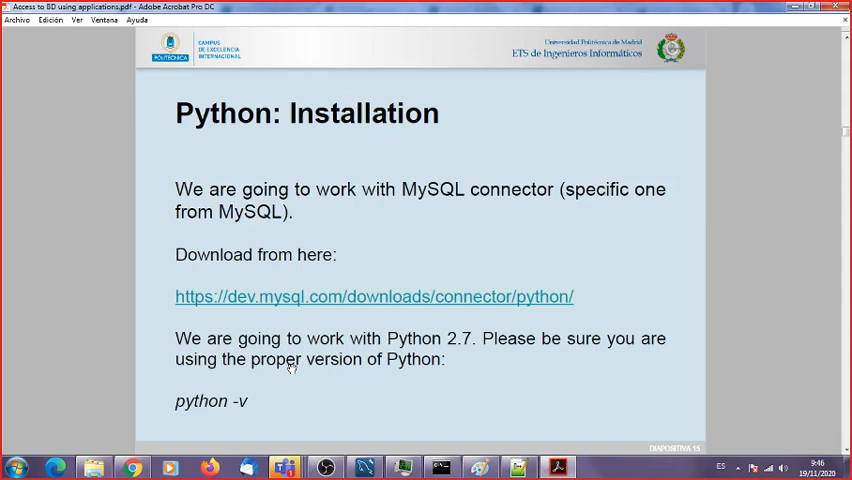 Access to BD using applications.pdf - Adobe Acrobat Pro DC
Archivo Edición Ver Ventana Ayuda
POLITÉCNICA
CAMPUS
DE EXCELENCIA
INTERNACIONAL
Universidad Politécnica de Madrid
ETS de Ingenieros Informáticos
Python: Installation
We are going to work with MySQL connector (specific one
from MySQL).
Download from here:
https://dev.mysql.com/downloads/connector/python/
We are going to work with Python 2.7. Please be sure you are
using the proper version of Python:
python -v
DIAPOSITIVA 15
ES
9:46
19/11/2020